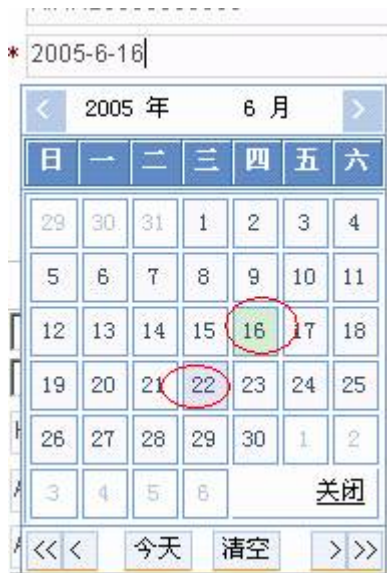 * 2005-6-16
< 2005 年 6 月 >
日 一 二 三 四 五 六
29 30 31 1 2 3 4
5 6 7 8 9 10 11
12 13 14 15 16 17 18
19 20 21 22 23 24 25
26 27 28 29 30 1 2
3 4 5 6 关闭
<< < 今天 清空 > >>